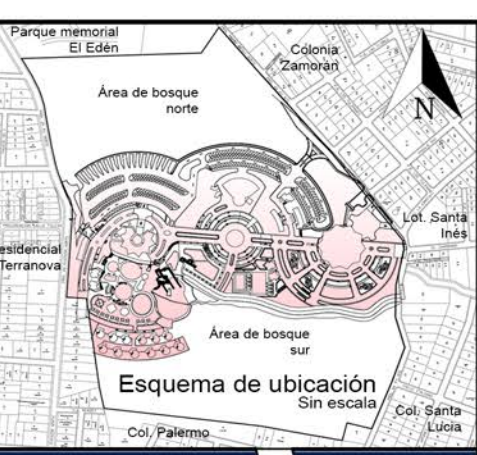 Parque memorial
El Edén
Colonia
Zamorán
Área de bosque
norte
N
Lot. Santa
Inés
esidencial
Terranova
Área de bosque
sur
Esquema de ubicación
Sin escala
Col. Santa
Lucia
Col. Palermo